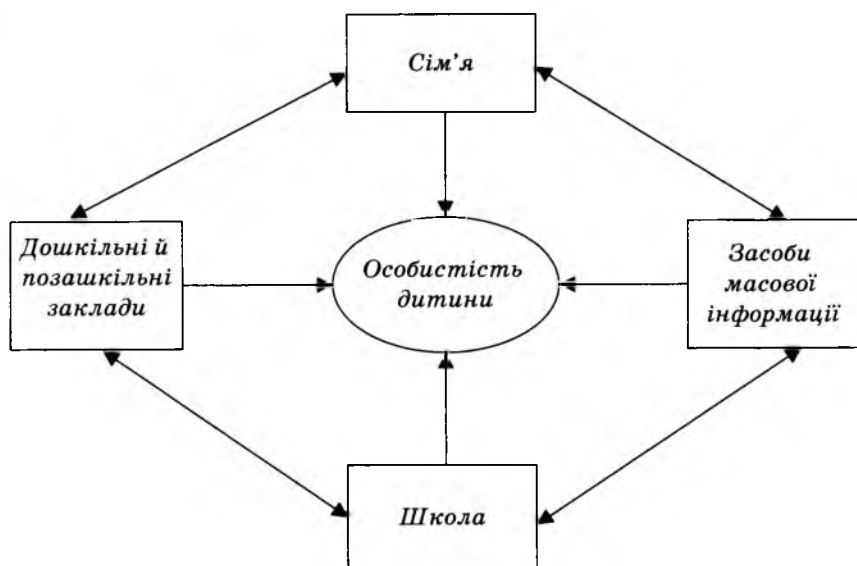 Сім’я
Дошкільні й
позашкільні
заклади
Особистість
дитини
Засоби
масової
інформації
Школа